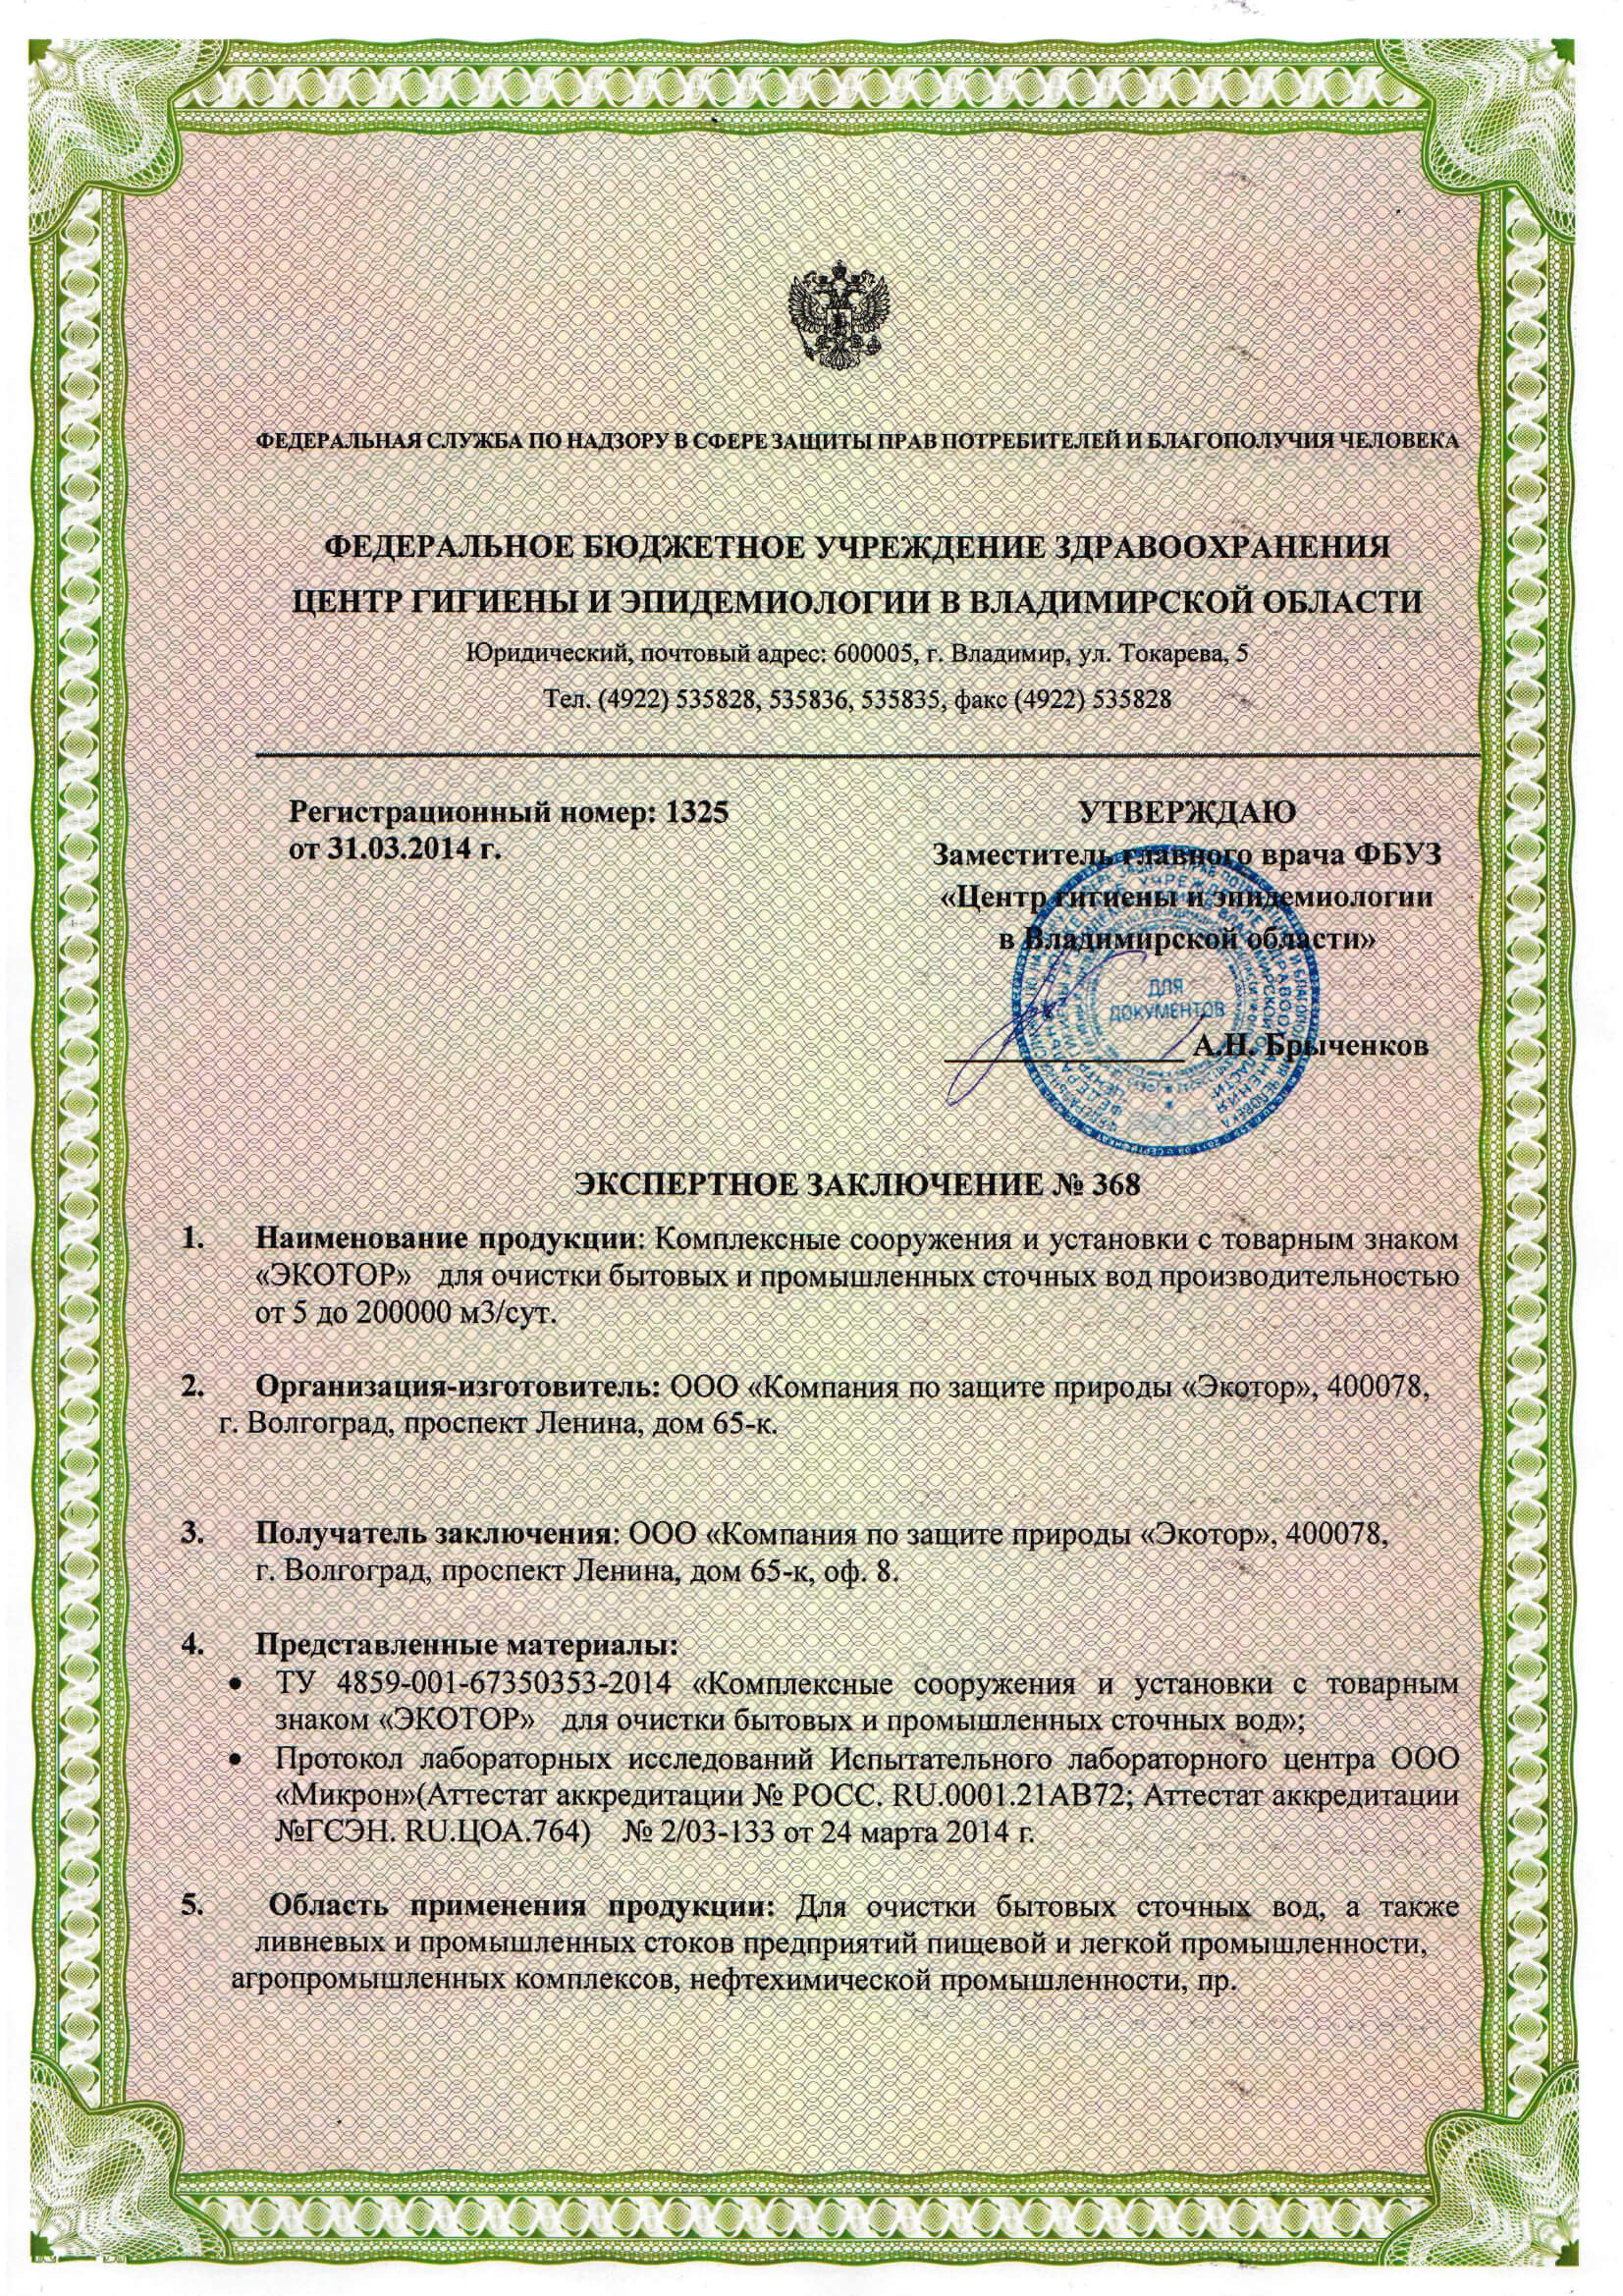 ФЕДЕРАЛЬНАЯ СЛУЖБА ПО НАДЗОРУ В СФЕРЕ ЗАЩИТЫ ПРАВ ПОТРЕБИТЕЛЕЙ И БЛАГОПОЛУЧИЯ ЧЕЛОВЕКА
ФЕДЕРАЛЬНОЕ БЮДЖЕТНОЕ УЧРЕЖДЕНИЕ ЗДРАВООХРАНЕНИЯ
ЦЕНТР ГИГИЕНЫ И ЭПИДЕМИОЛОГИИ В ВЛАДИМИРСКОЙ ОБЛАСТИ
Юридический, почтовый адрес: 600005, г. Владимир, ул. Токарева, 5
Тел. (4922) 535828, 535836, 535835, факс (4922) 535828
Регистрационный номер: 1325
от 31.03.2014 г.
УТВЕРЖДАЮ
Заместитель главного врача ФБУЗ
«Центр гигиены и эпидемиологии
в Владимирской области»
ДЛЯ
ДОКУМЕНТОВ
А.Н. Брыченков
ЭКСПЕРТНОЕ ЗАКЛЮЧЕНИЕ № 368
1. Наименование продукции: Комплексные сооружения и установки с товарным знаком
«ЭКОТОР» для очистки бытовых и промышленных сточных вод производительностью
от 5 до 200000 м3/сут.
2. Организация-изготовитель: ООО «Компания по защите природы «Экотор», 400078,
г. Волгоград, проспект Ленина, дом 65-к.
3. Получатель заключения: ООО «Компания по защите природы «Экотор», 400078,
г. Волгоград, проспект Ленина, дом 65-к, оф. 8.
4. Представленные материалы:
• ТУ 4859-001-67350353-2014 «Комплексные сооружения и установки с товарным
знаком «ЭКОТОР» для очистки бытовых и промышленных сточных вод»;
• Протокол лабораторных исследований Испытательного лабораторного центра ООО
«Микрон»(Аттестат аккредитации № РОСС. RU.0001.21АВ72; Аттестат аккредитации
№ГСЭН. RU.ЦОА.764) № 2/03-133 от 24 марта 2014 г.
5. Область применения продукции: Для очистки бытовых сточных вод, а также
ливневых и промышленных стоков предприятий пищевой и легкой промышленности,
агропромышленных комплексов, нефтехимической промышленности, пр.